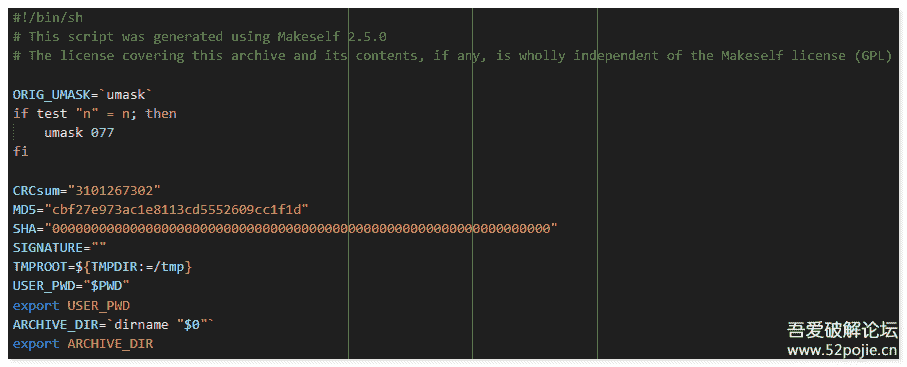 #!/bin/sh
# This script was generated using Makeself 2.5.0
# The license covering this archive and its contents, if any, is wholly independent of the Makeself license (GPL)
ORIG_UMASK=`umask`
if test "n" = n; then
    umask 077
fi
CRCsum="3101267302"
MD5="cbf27e973ac1e8113cd5552609cc1f1d"
SHA="0000000000000000000000000000000000000000000000000000000000000000"
SIGNATURE=""
TMPROOT=${TMPDIR:=/tmp}
USER_PWD="$PWD"
export USER_PWD
ARCHIVE_DIR=`dirname "$0"`
export ARCHIVE_DIR
吾爱破解论坛
www.52pojie.cn